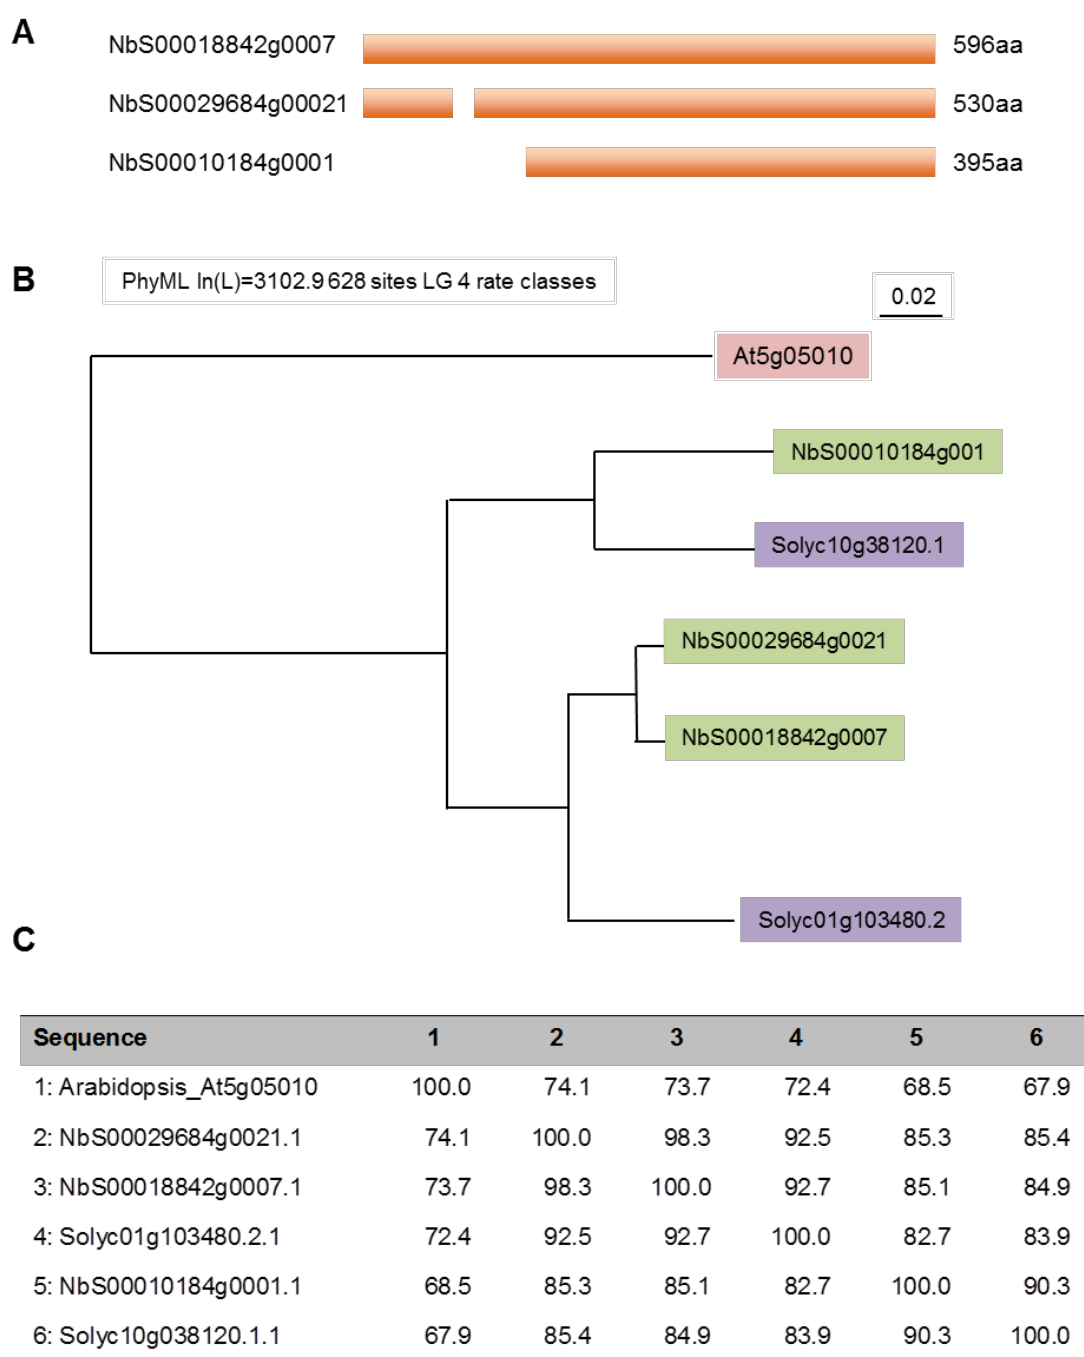 A
NbS00018842g0007 596aa
NbS00029684g00021 530aa
NbS00010184g0001 395aa
B
PhyML ln(L)=3102.9 628 sites LG 4 rate classes
0.02
At5g05010
NbS00010184g001
Solyc10g38120.1
NbS00029684g0021
NbS00018842g0007
Solyc01g103480.2
C
Sequence 1 2 3 4 5 6
1: Arabidopsis_At5g05010 100.0 74.1 73.7 72.4 68.5 67.9
2: NbS00029684g0021.1 74.1 100.0 98.3 92.5 85.3 85.4
3: NbS00018842g0007.1 73.7 98.3 100.0 92.7 85.1 84.9
4: Solyc01g103480.2.1 72.4 92.5 92.7 100.0 82.7 83.9
5: NbS00010184g0001.1 68.5 85.3 85.1 82.7 100.0 90.3
6: Solyc10g038120.1.1 67.9 85.4 84.9 83.9 90.3 100.0